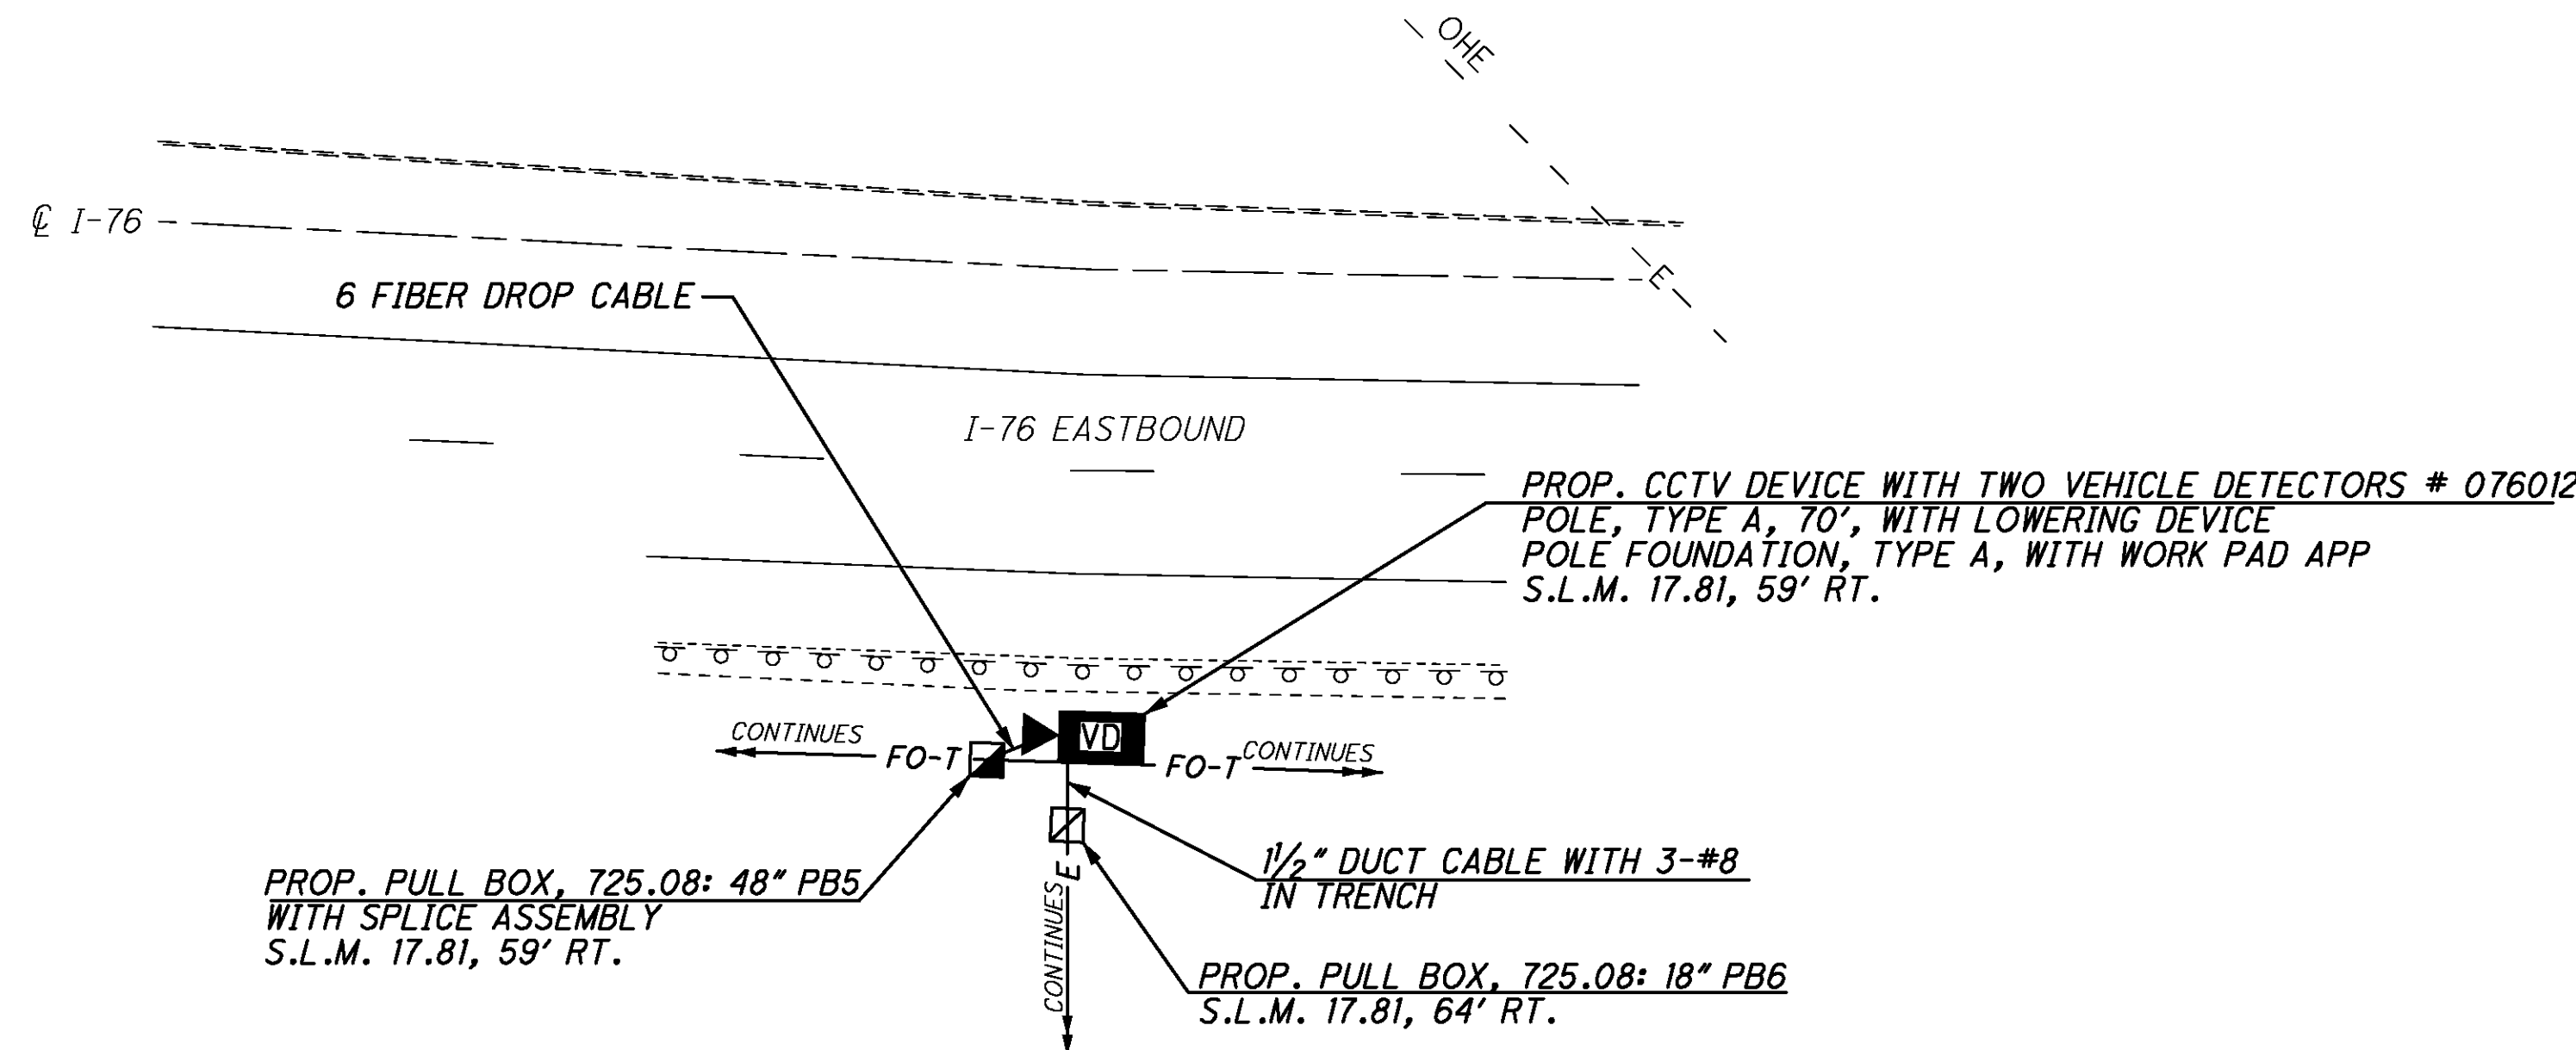 OHE
℄ I-76
E
6 FIBER DROP CABLE
I-76 EASTBOUND
PROP. CCTV DEVICE WITH TWO VEHICLE DETECTORS # 076012
POLE, TYPE A, 70', WITH LOWERING DEVICE
POLE FOUNDATION, TYPE A, WITH WORK PAD APP
S.L.M. 17.81, 59' RT.
CONTINUES
FO-T
VD
FO-T
CONTINUES
1½" DUCT CABLE WITH 3-#8
IN TRENCH
E
CONTINUES
PROP. PULL BOX, 725.08: 48" PB5
WITH SPLICE ASSEMBLY
S.L.M. 17.81, 59' RT.
PROP. PULL BOX, 725.08: 18" PB6
S.L.M. 17.81, 64' RT.